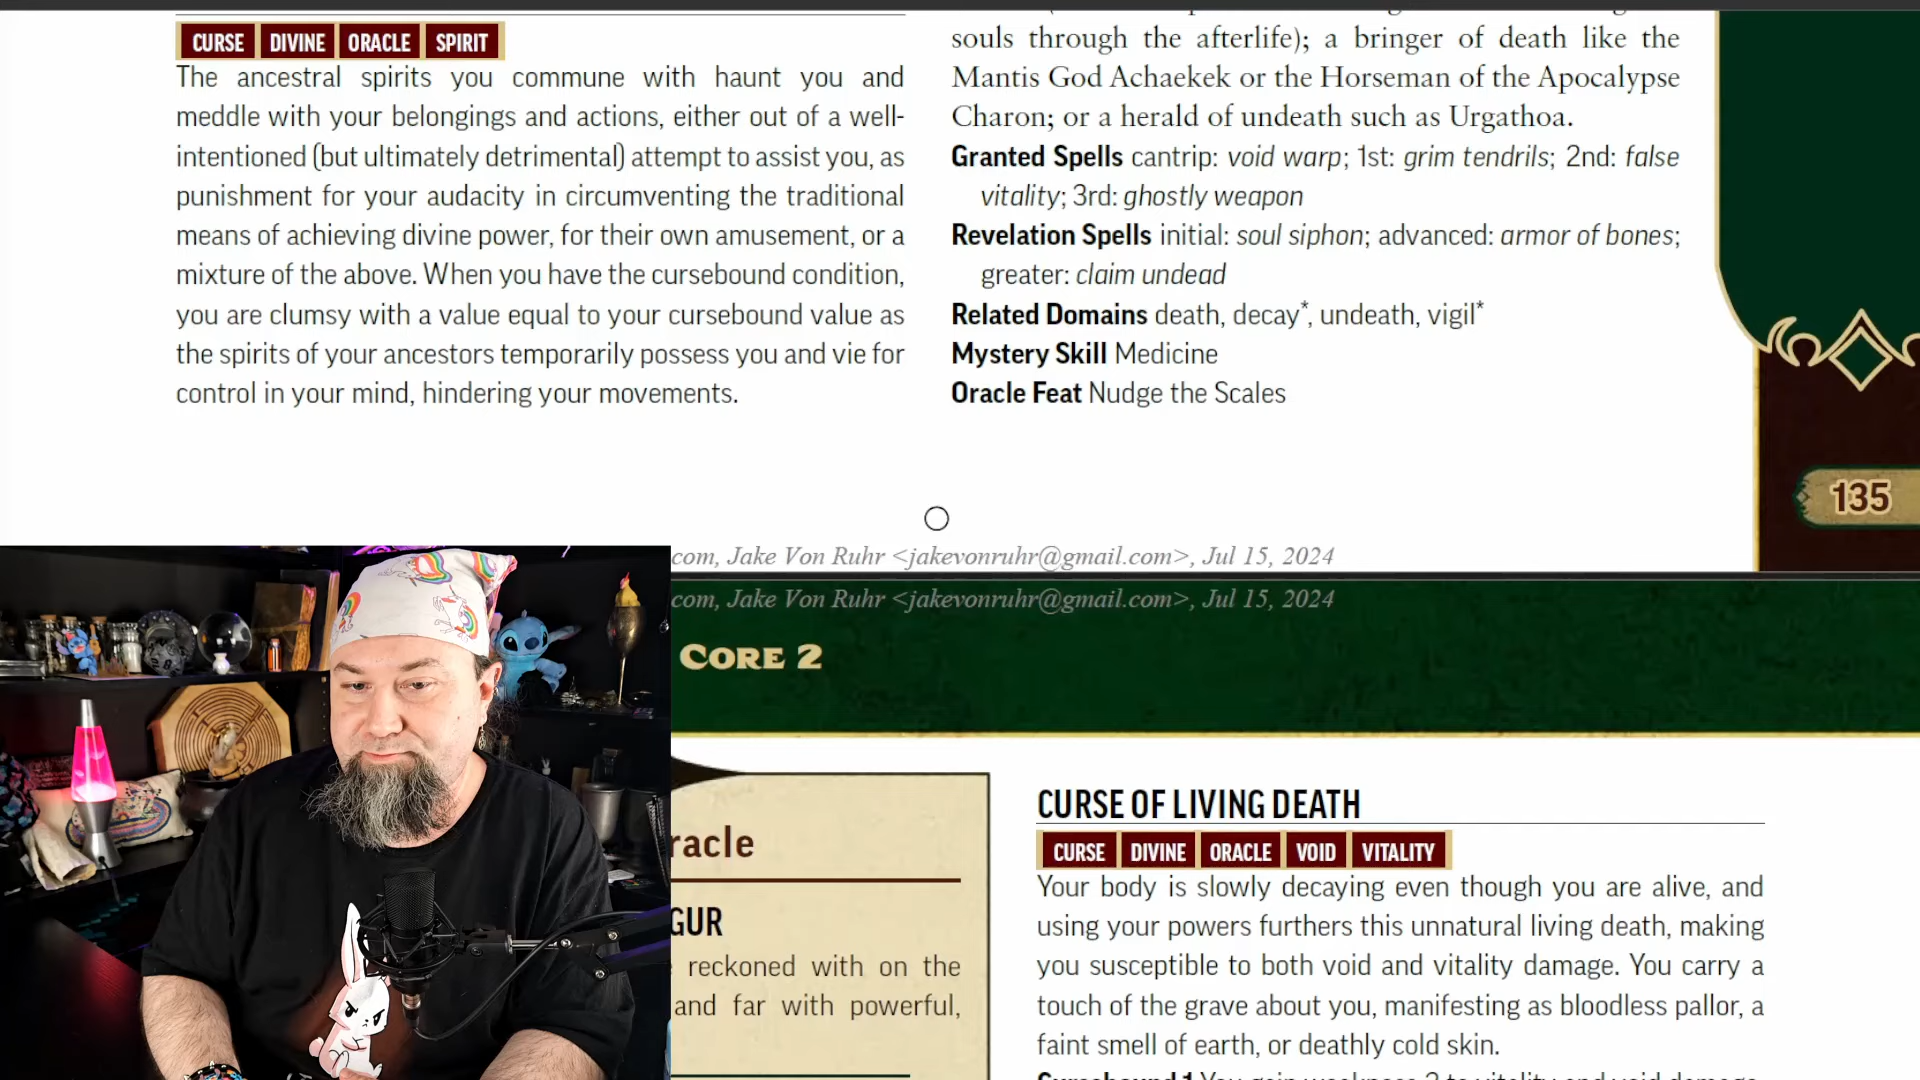 CURSE DIVINE ORACLE SPIRIT
The ancestral spirits you commune with haunt you and
meddle with your belongings and actions, either out of a well-
intentioned (but ultimately detrimental) attempt to assist you, as
punishment for your audacity in circumventing the traditional
means of achieving divine power, for their own amusement, or a
mixture of the above. When you have the cursebound condition,
you are clumsy with a value equal to your cursebound value as
the spirits of your ancestors temporarily possess you and vie for
control in your mind, hindering your movements.
souls through the afterlife); a bringer of death like the
Mantis God Achaekek or the Horseman of the Apocalypse
Charon; or a herald of undeath such as Urgathoa.
Granted Spells cantrip: void warp; 1st: grim tendrils; 2nd: false
vitality; 3rd: ghostly weapon
Revelation Spells initial: soul siphon; advanced: armor of bones;
greater: claim undead
Related Domains death, decay*, undeath, vigil*
Mystery Skill Medicine
Oracle Feat Nudge the Scales
135
com, Jake Von Ruhr <jakevonruhr@gmail.com>, Jul 15, 2024
com, Jake Von Ruhr <jakevonruhr@gmail.com>, Jul 15, 2024
CORE 2
racle
GUR
reckoned with on the
and far with powerful,
CURSE OF LIVING DEATH
CURSE DIVINE ORACLE VOID VITALITY
Your body is slowly decaying even though you are alive, and
using your powers furthers this unnatural living death, making
you susceptible to both void and vitality damage. You carry a
touch of the grave about you, manifesting as bloodless pallor, a
faint smell of earth, or deathly cold skin.
Cursebound 1 You gain weakness 2 to vitality and void damage